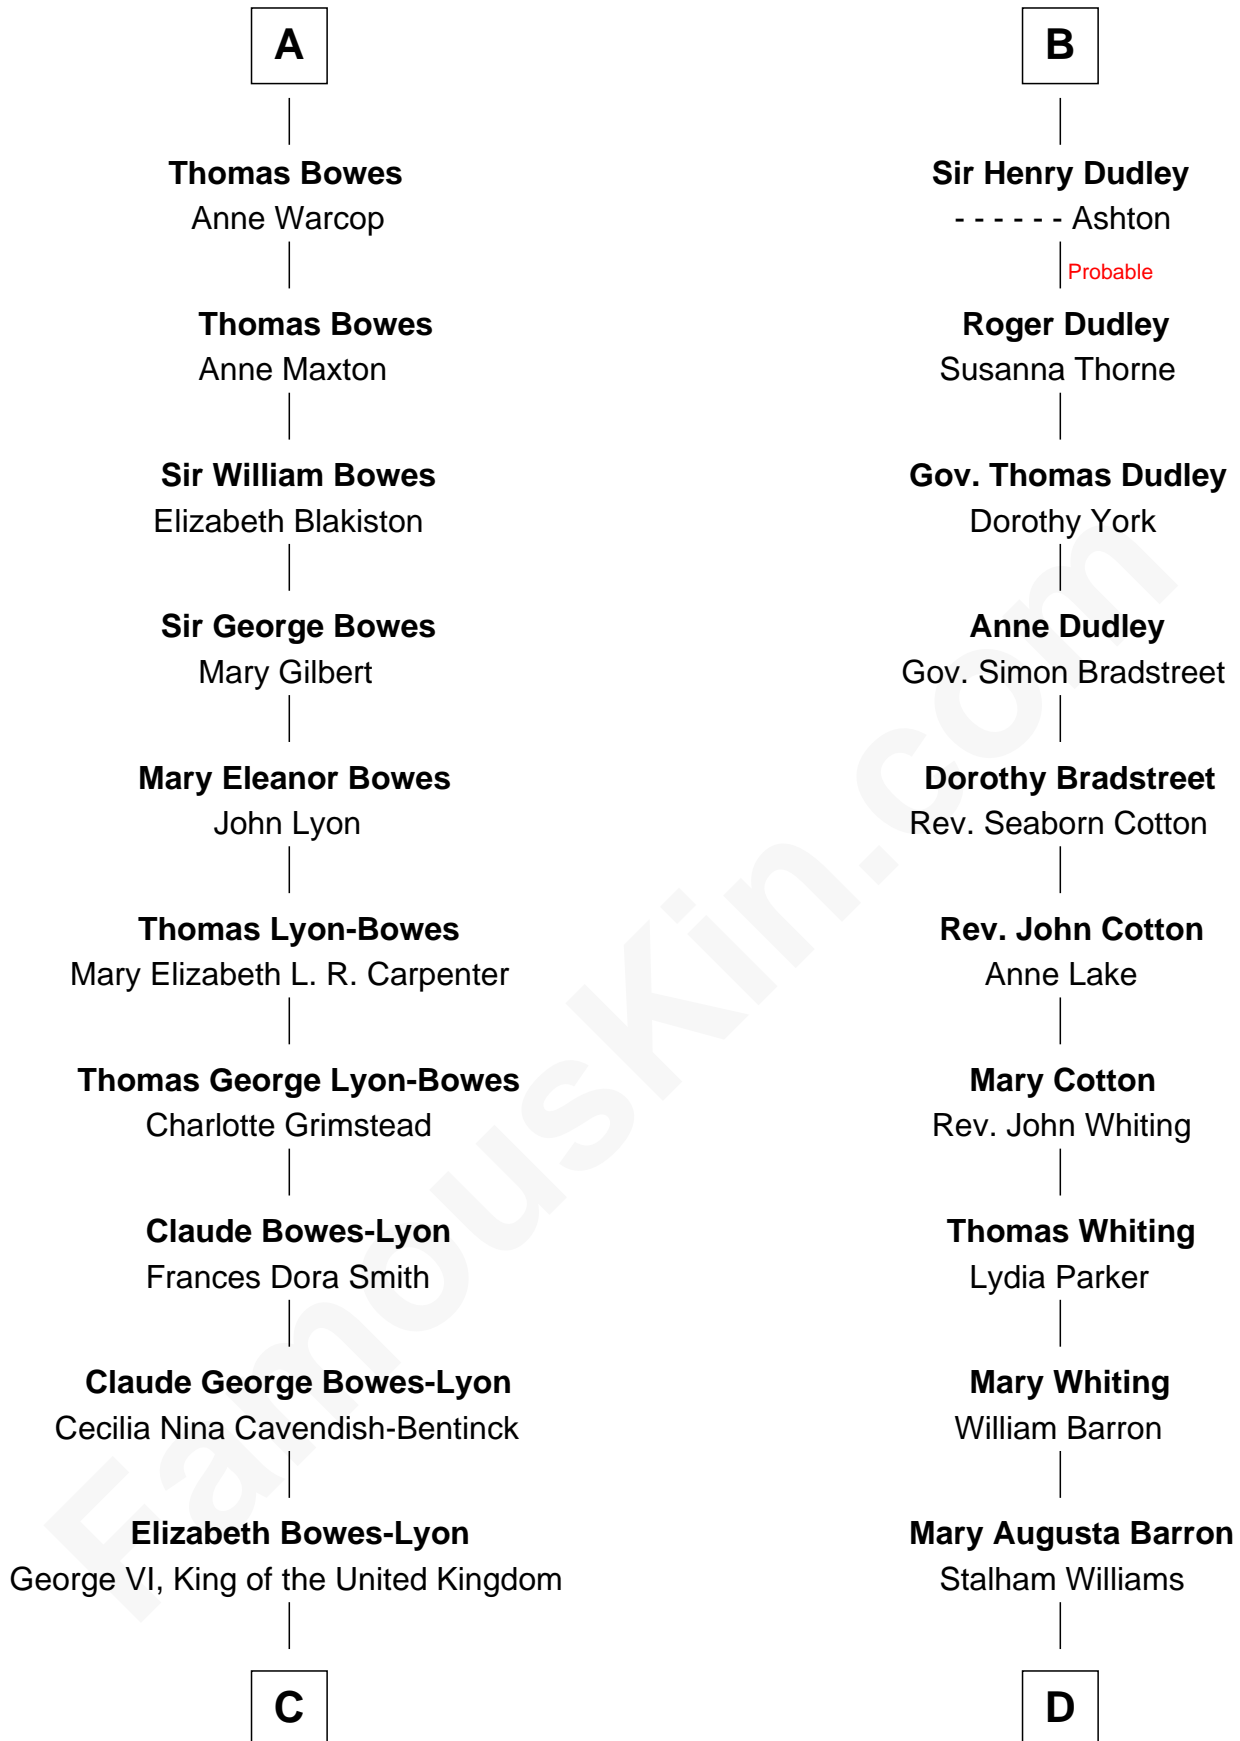 A
Thomas Bowes
Anne Warcop
Thomas Bowes
Anne Maxton
Sir William Bowes
Elizabeth Blakiston
Sir George Bowes
Mary Gilbert
Mary Eleanor Bowes
John Lyon
Thomas Lyon-Bowes
Mary Elizabeth L. R. Carpenter
Thomas George Lyon-Bowes
Charlotte Grimstead
Claude Bowes-Lyon
Frances Dora Smith
Claude George Bowes-Lyon
Cecilia Nina Cavendish-Bentinck
Elizabeth Bowes-Lyon
George VI, King of the United Kingdom
C
B
Sir Henry Dudley
- - - - - - Ashton
Probable
Roger Dudley
Susanna Thorne
Gov. Thomas Dudley
Dorothy York
Anne Dudley
Gov. Simon Bradstreet
Dorothy Bradstreet
Rev. Seaborn Cotton
Rev. John Cotton
Anne Lake
Mary Cotton
Rev. John Whiting
Thomas Whiting
Lydia Parker
Mary Whiting
William Barron
Mary Augusta Barron
Stalham Williams
D
FamousKin.com